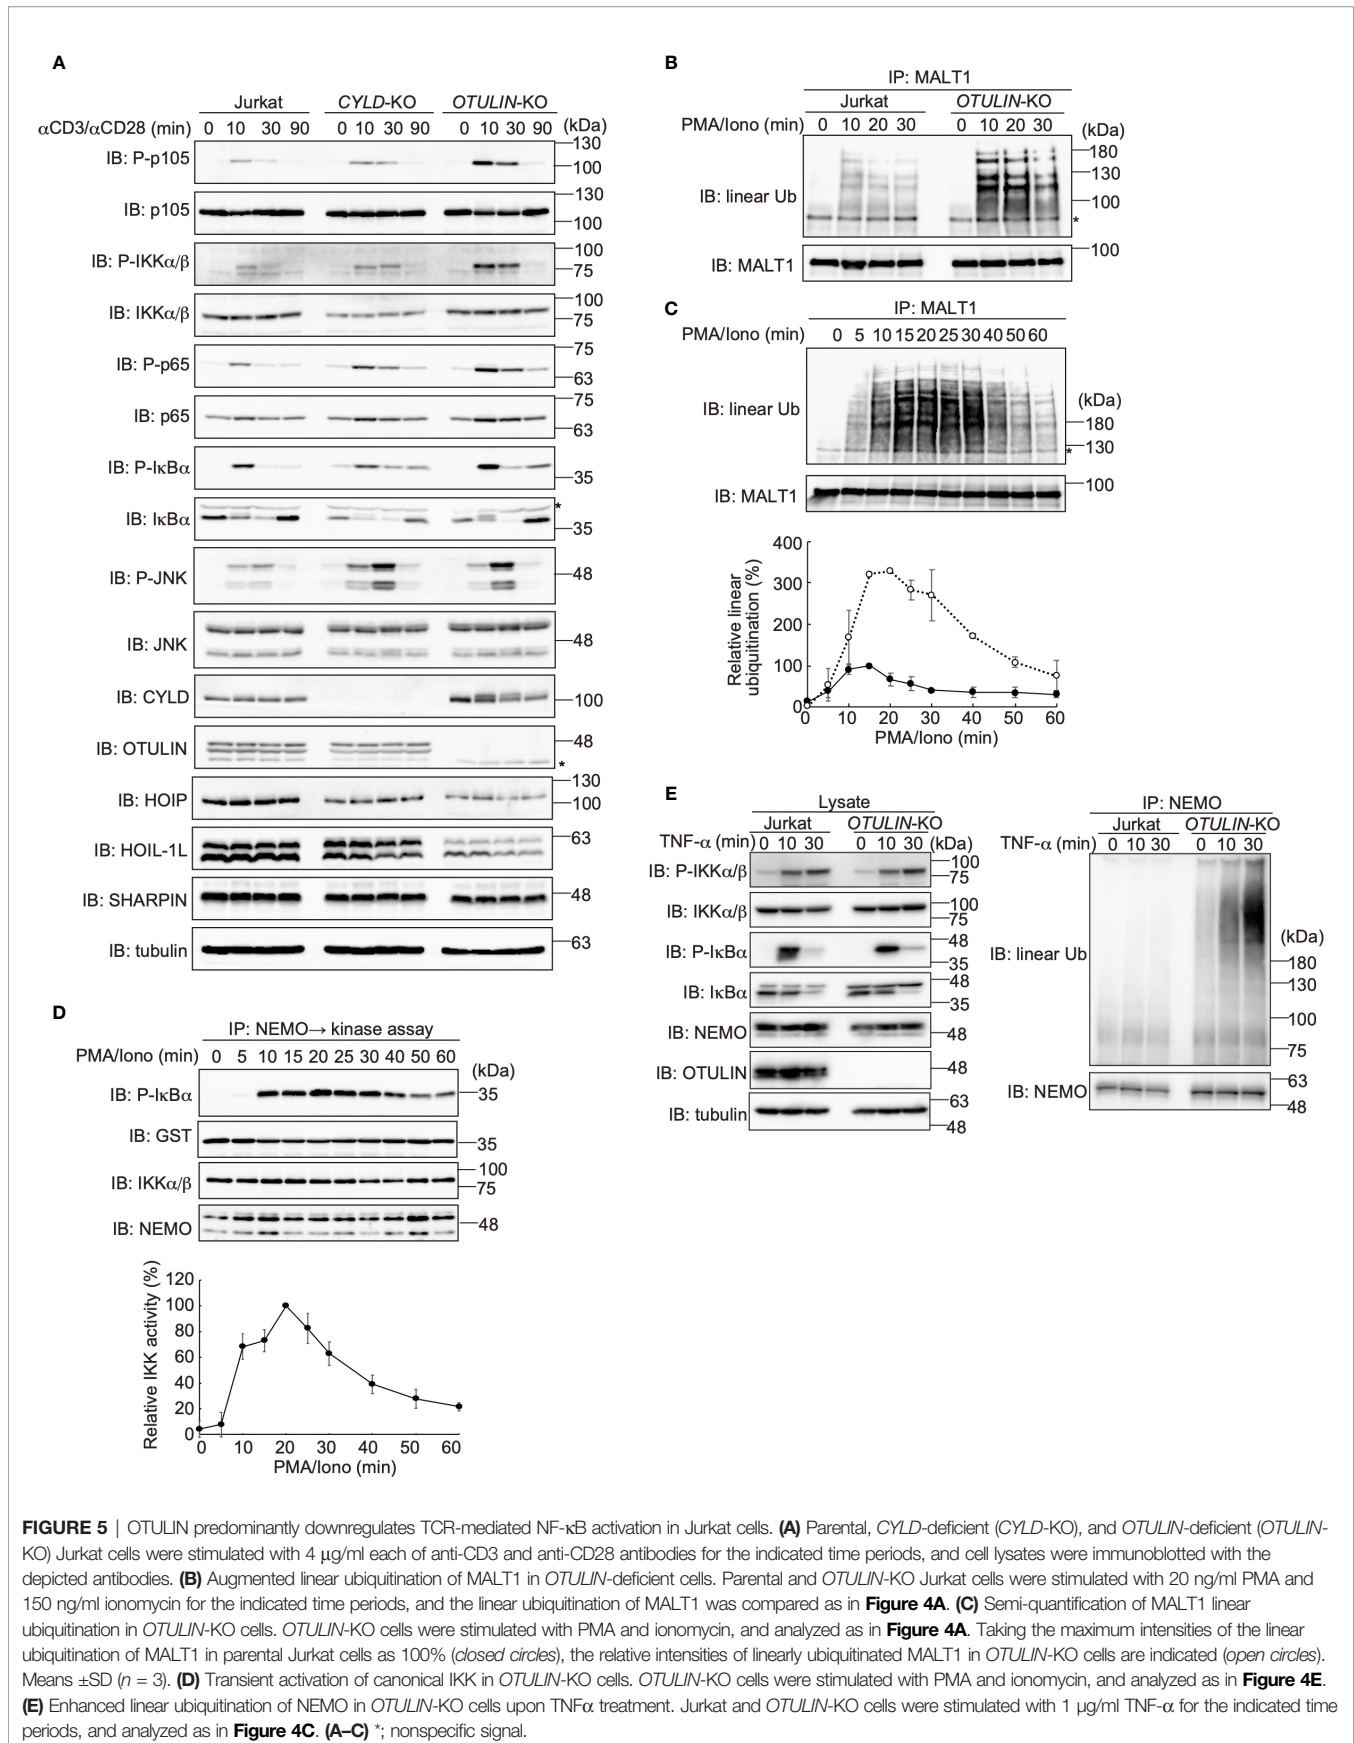 A
Jurkat CYLD-KO OTULIN-KO
αCD3/αCD28 (min) 0 10 30 90 0 10 30 90 0 10 30 90 (kDa)
IB: P-p105 130 100
IB: p105 130 100
IB: P-IKKα/β 100 75
IB: IKKα/β 100 75
IB: P-p65 75 63
IB: p65 75 63
IB: P-IκBα 35
IB: IκBα * 35
IB: P-JNK 48
IB: JNK 48
IB: CYLD 100
IB: OTULIN 48 *
IB: HOIP 130 100
IB: HOIL-1L 63
IB: SHARPIN 48
IB: tubulin 63
B
IP: MALT1
Jurkat OTULIN-KO
PMA/Iono (min) 0 10 20 30 0 10 20 30 (kDa)
IB: linear Ub 180 130 100 *
IB: MALT1 100
C
IP: MALT1
PMA/Iono (min) 0 5 10 15 20 25 30 40 50 60
IB: linear Ub (kDa) 180 130 *
IB: MALT1 100
Relative linear
ubiquitination (%)
400
300
200
100
0
0 10 20 30 40 50 60
PMA/Iono (min)
D
IP: NEMO→ kinase assay
PMA/Iono (min) 0 5 10 15 20 25 30 40 50 60 (kDa)
IB: P-IκBα 35
IB: GST 35
IB: IKKα/β 100 75
IB: NEMO 48
Relative IKK activity (%)
120
100
80
60
40
20
0
0 10 20 30 40 50 60
PMA/Iono (min)
E
Lysate
Jurkat OTULIN-KO
TNF-α (min) 0 10 30 0 10 30 (kDa)
IB: P-IKKα/β 100 75
IB: IKKα/β 100 75
IB: P-IκBα 48 35
IB: IκBα 48 35
IB: NEMO 48
IB: OTULIN 48
IB: tubulin 63 48
IP: NEMO
Jurkat OTULIN-KO
TNF-α (min) 0 10 30 0 10 30
IB: linear Ub (kDa) 180 130 100 75
IB: NEMO 63 48
FIGURE 5 | OTULIN predominantly downregulates TCR-mediated NF-κB activation in Jurkat cells. (A) Parental, CYLD-deficient (CYLD-KO), and OTULIN-deficient (OTULIN-
KO) Jurkat cells were stimulated with 4 μg/ml each of anti-CD3 and anti-CD28 antibodies for the indicated time periods, and cell lysates were immunoblotted with the
depicted antibodies. (B) Augmented linear ubiquitination of MALT1 in OTULIN-deficient cells. Parental and OTULIN-KO Jurkat cells were stimulated with 20 ng/ml PMA and
150 ng/ml ionomycin for the indicated time periods, and the linear ubiquitination of MALT1 was compared as in Figure 4A. (C) Semi-quantification of MALT1 linear
ubiquitination in OTULIN-KO cells. OTULIN-KO cells were stimulated with PMA and ionomycin, and analyzed as in Figure 4A. Taking the maximum intensities of the linear
ubiquitination of MALT1 in parental Jurkat cells as 100% (closed circles), the relative intensities of linearly ubiquitinated MALT1 in OTULIN-KO cells are indicated (open circles).
Means ±SD (n = 3). (D) Transient activation of canonical IKK in OTULIN-KO cells. OTULIN-KO cells were stimulated with PMA and ionomycin, and analyzed as in Figure 4E.
(E) Enhanced linear ubiquitination of NEMO in OTULIN-KO cells upon TNFα treatment. Jurkat and OTULIN-KO cells were stimulated with 1 μg/ml TNF-α for the indicated time
periods, and analyzed as in Figure 4C. (A–C) *; nonspecific signal.